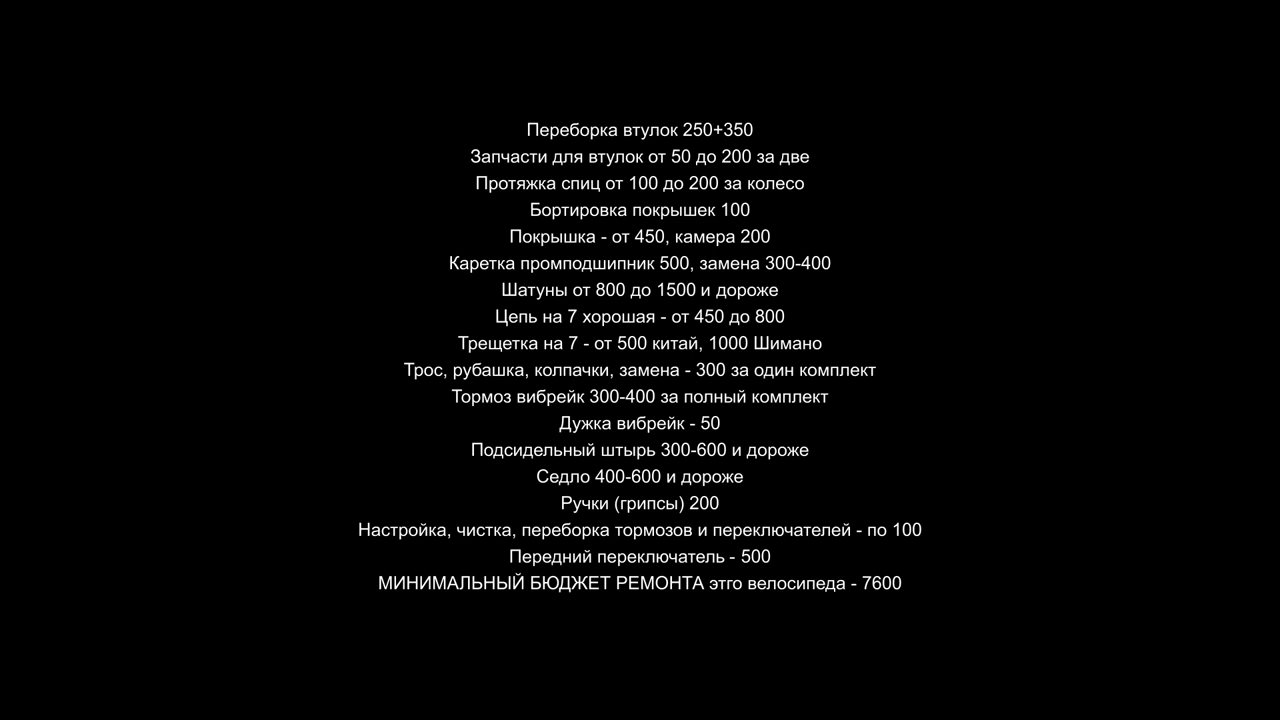 Переборка втулок 250+350
Запчасти для втулок от 50 до 200 за две
Протяжка спиц от 100 до 200 за колесо
Бортировка покрышек 100
Покрышка - от 450, камера 200
Каретка промподшипник 500, замена 300-400
Шатуны от 800 до 1500 и дороже
Цепь на 7 хорошая - от 450 до 800
Трещетка на 7 - от 500 китай, 1000 Шимано
Трос, рубашка, колпачки, замена - 300 за один комплект
Тормоз вибрейк 300-400 за полный комплект
Дужка вибрейк - 50
Подсидельный штырь 300-600 и дороже
Седло 400-600 и дороже
Ручки (грипсы) 200
Настройка, чистка, переборка тормозов и переключателей - по 100
Передний переключатель - 500
МИНИМАЛЬНЫЙ БЮДЖЕТ РЕМОНТА этго велосипеда - 7600